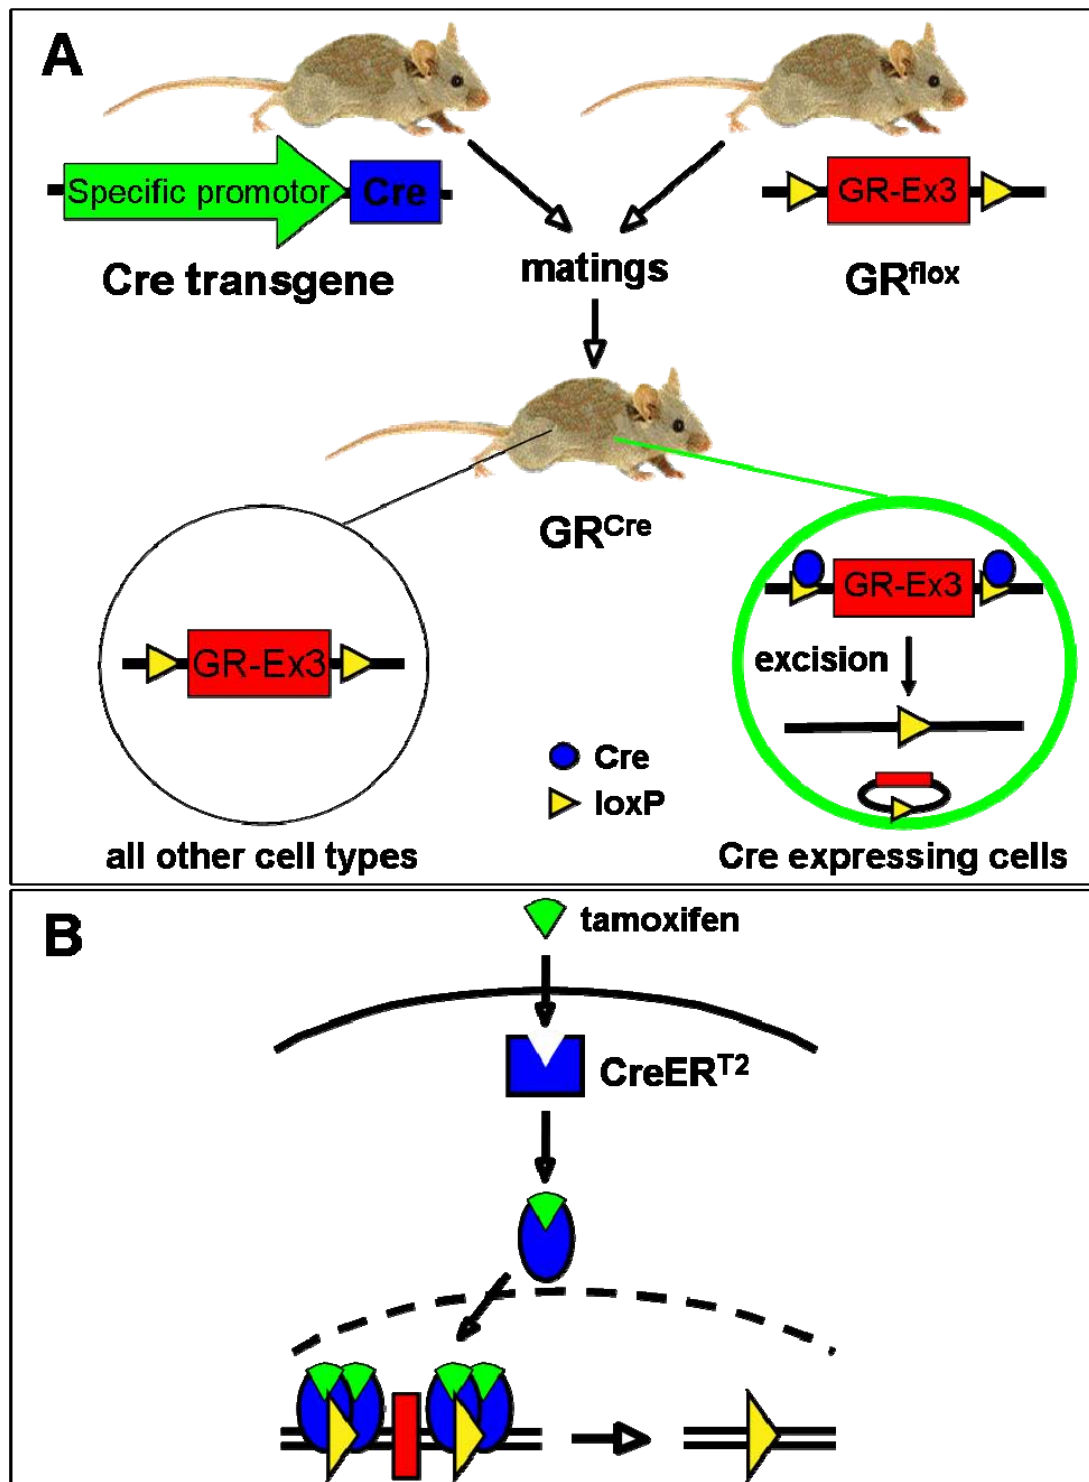 A
Specific promotor
Cre
GR-Ex3
Cre transgene
matings
GRflox
GRCre
GR-Ex3
GR-Ex3
excision
Cre
loxP
all other cell types
Cre expressing cells
B
tamoxifen
CreERT2